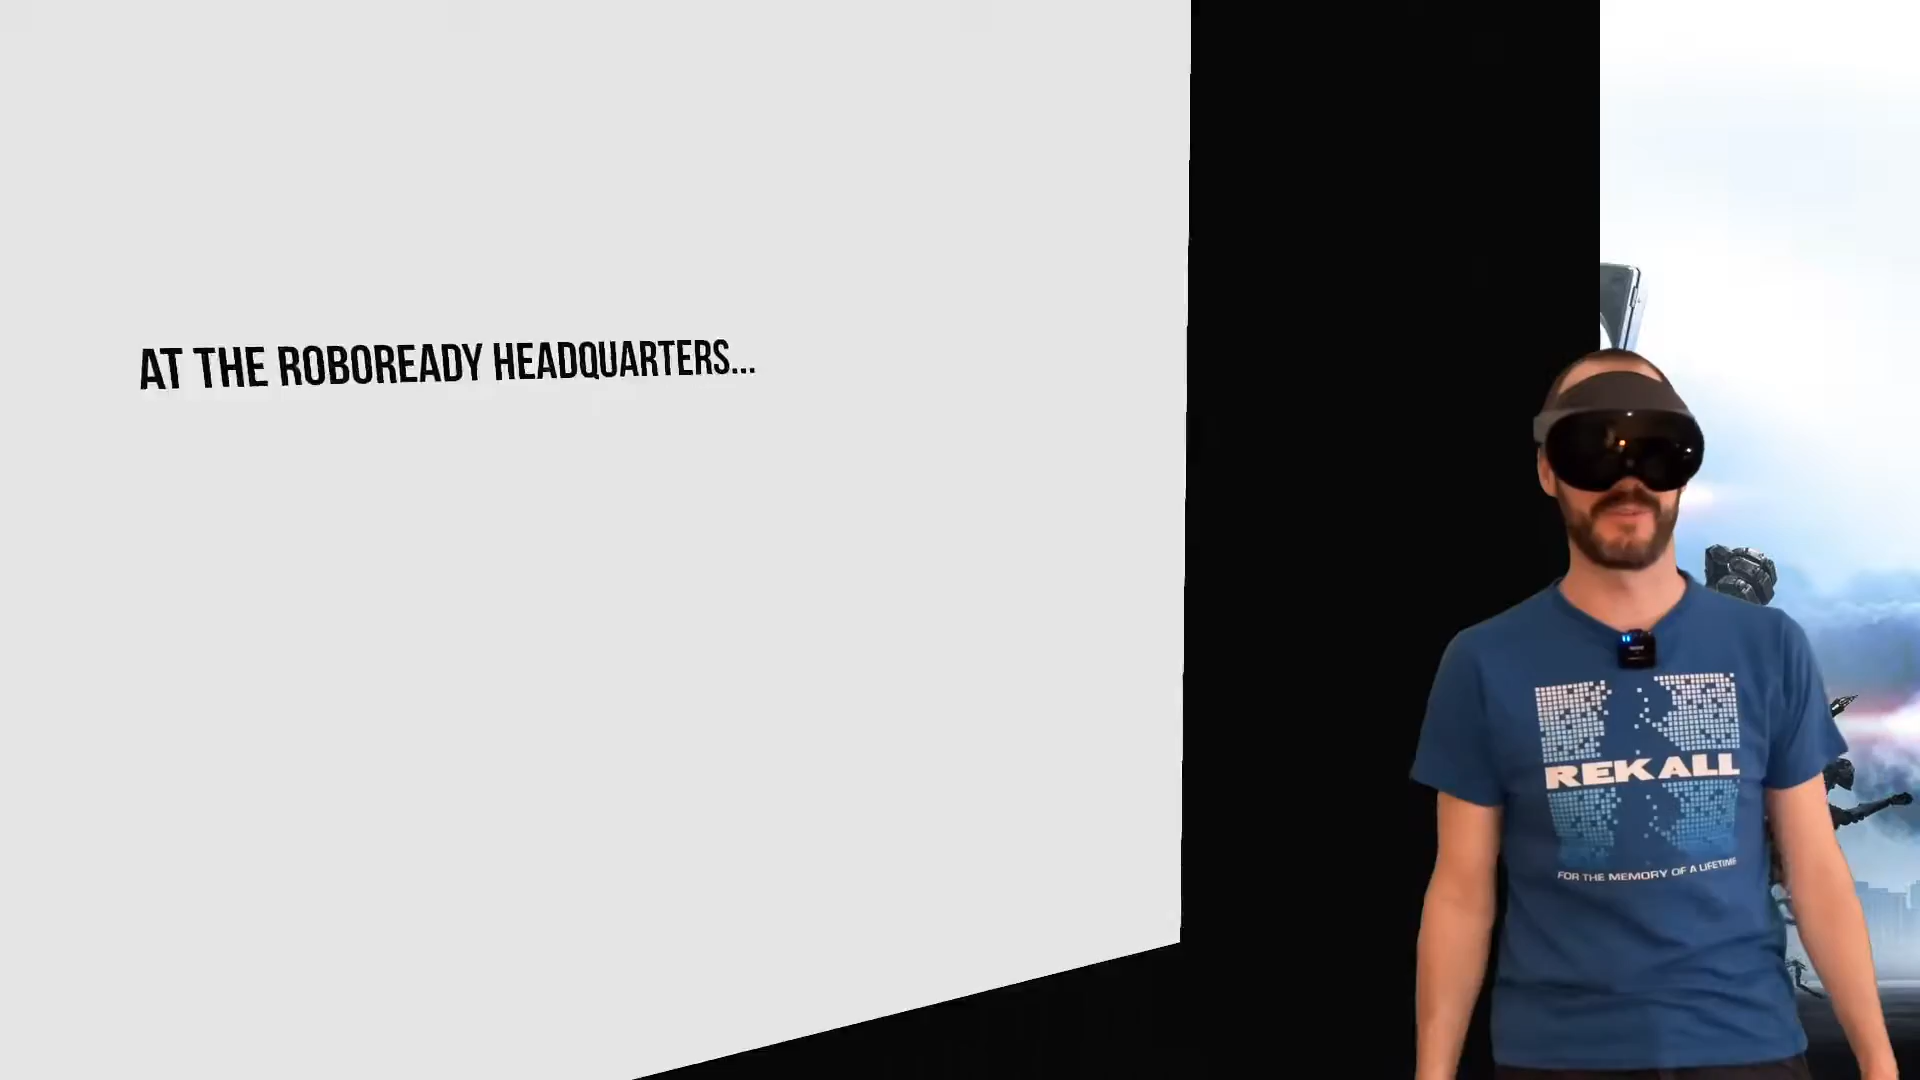 AT THE ROBOREADY HEADQUARTERS...
REKALL
FOR THE MEMORY OF A LIFETIME